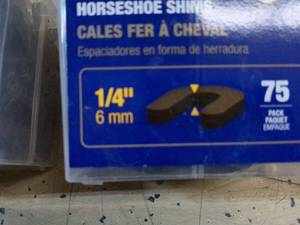 HORSESHOE SHIMS
CALES FER À CHEVAL
Espaciadores en forma de herradura
1/4"
6 mm
75
PACK
PAQUET
EMPAQUE